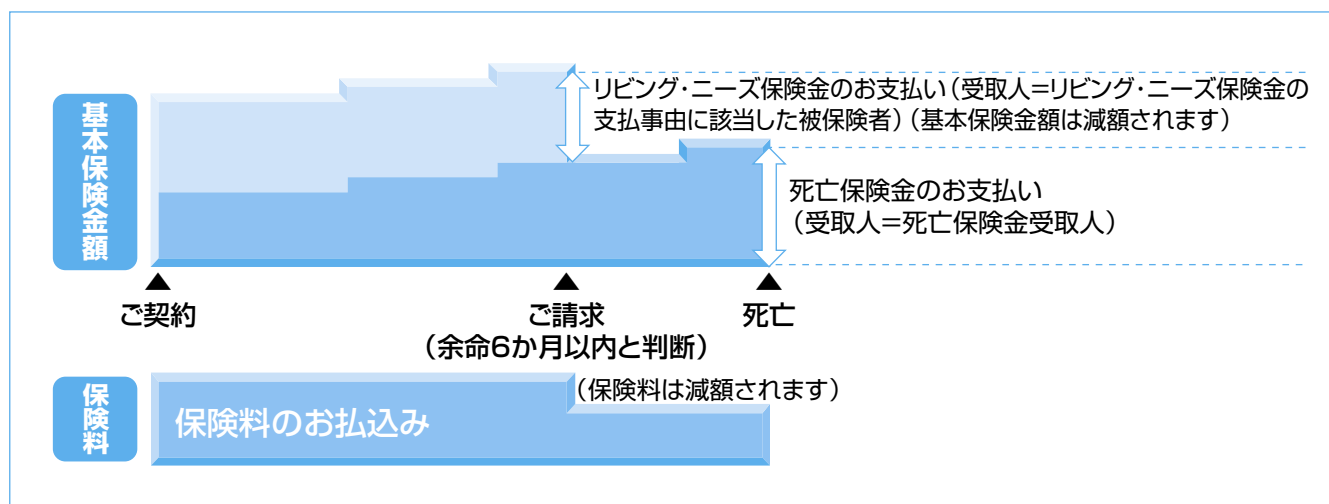 基本保険金額
リビング・ニーズ保険金のお支払い（受取人＝リビング・ニーズ保険金の
支払事由に該当した被保険者）（基本保険金額は減額されます）
死亡保険金のお支払い
（受取人＝死亡保険金受取人）
▲ ▲ ▲
ご契約 ご請求 死亡
（余命6か月以内と判断）
保険料
（保険料は減額されます）
保険料のお払込み